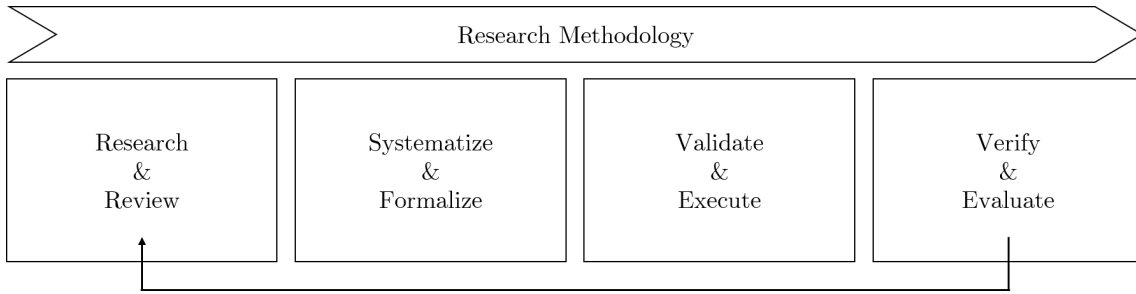 Research Methodology
Research
&
Review
Systematize
&
Formalize
Validate
&
Execute
Verify
&
Evaluate